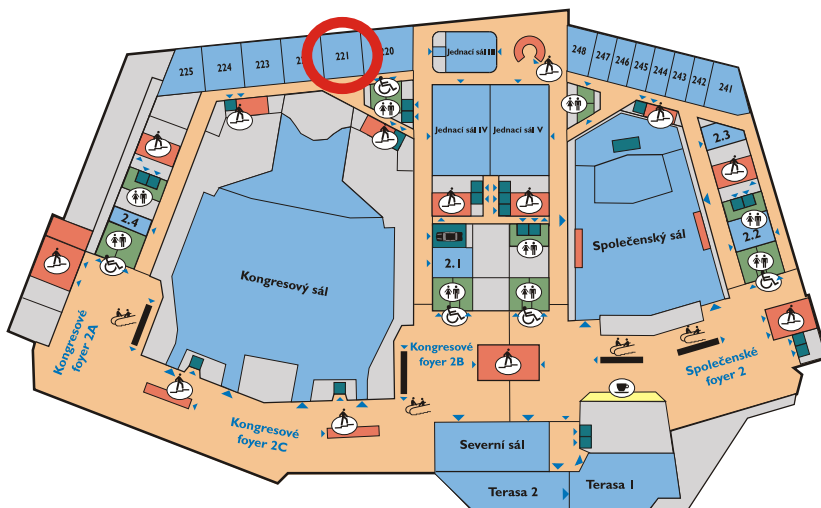 225
224
223
221
220
Jednací sál III
248
247
246
245
244
243
242
241
Jednací sál IV
Jednací sál V
2.3
2.4
2.2
2.1
Kongresový sál
Společenský sál
Kongresové
foyer 2A
Kongresové
foyer 2B
Společenské
foyer 2
Kongresové
foyer 2C
Severní sál
Terasa 2
Terasa 1